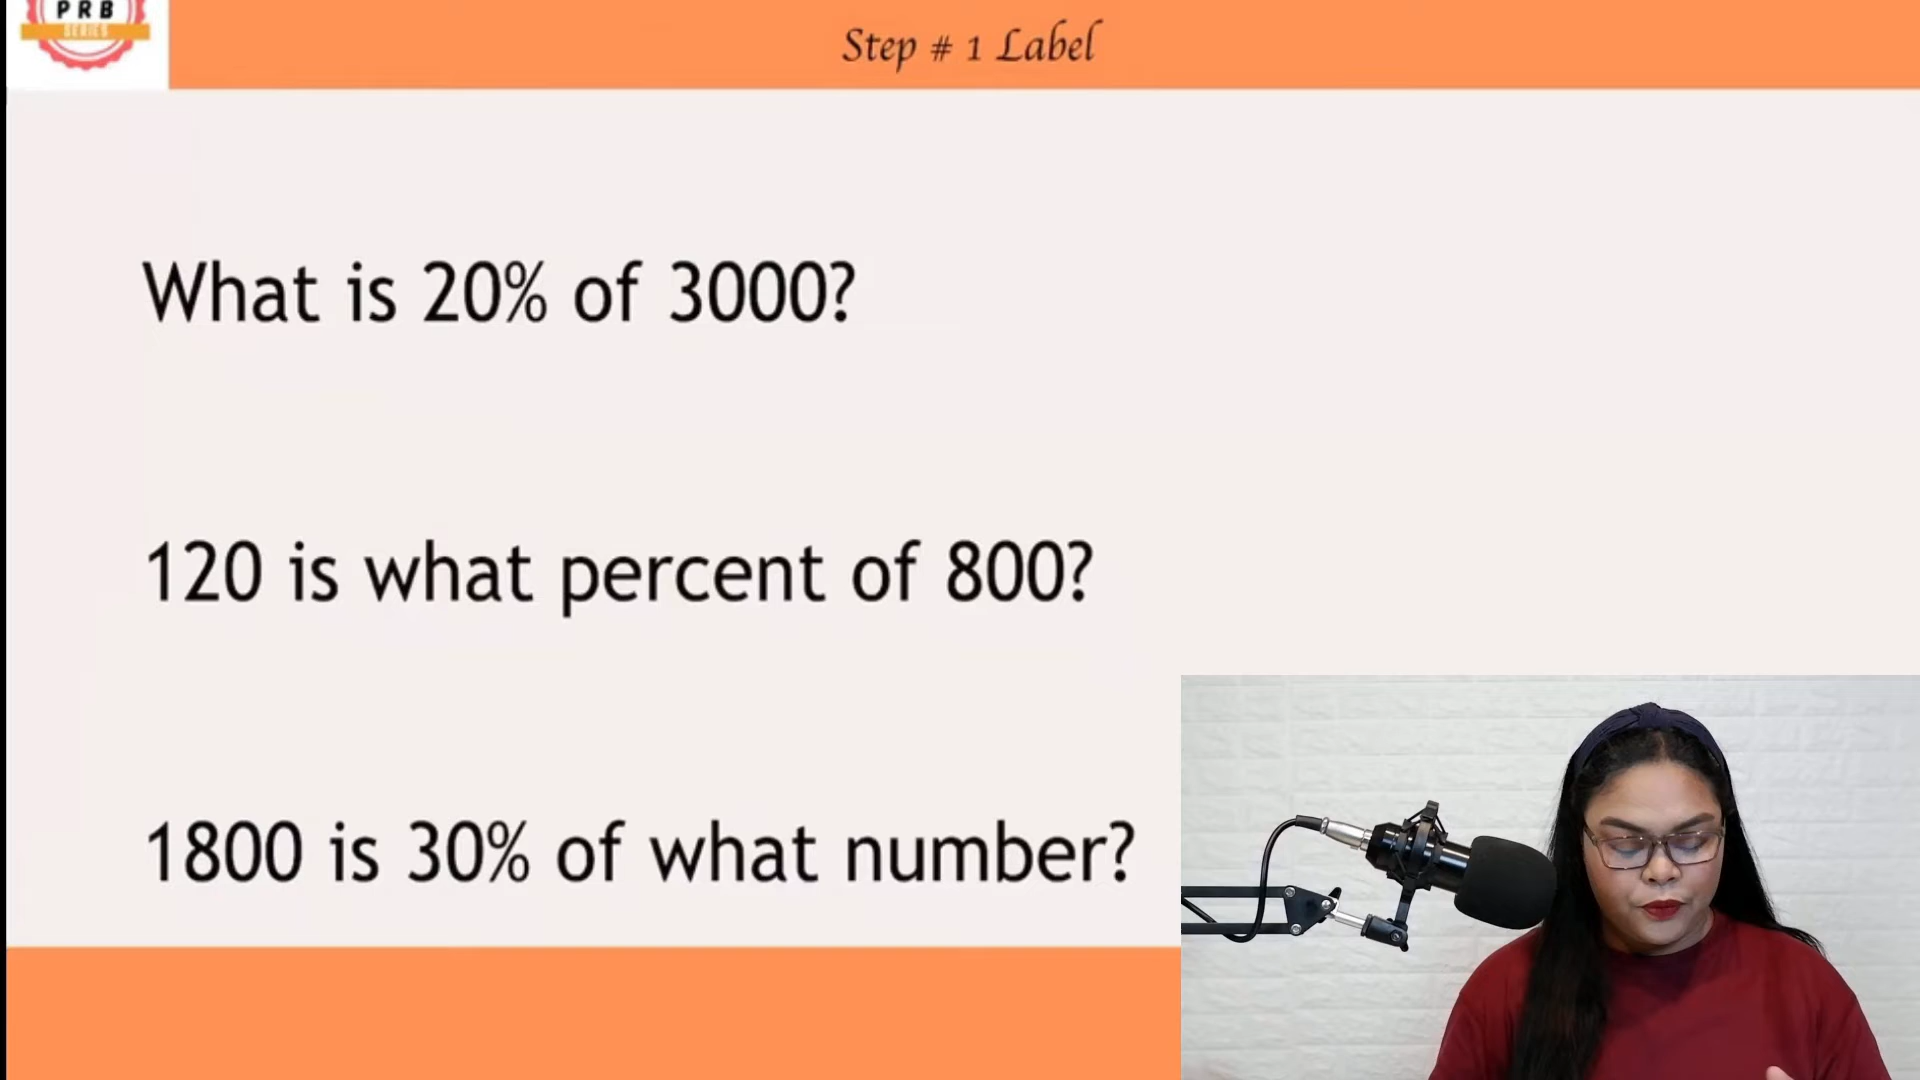 PRB
SERIES
Step # 1 Label
What is 20% of 3000?
120 is what percent of 800?
1800 is 30% of what number?